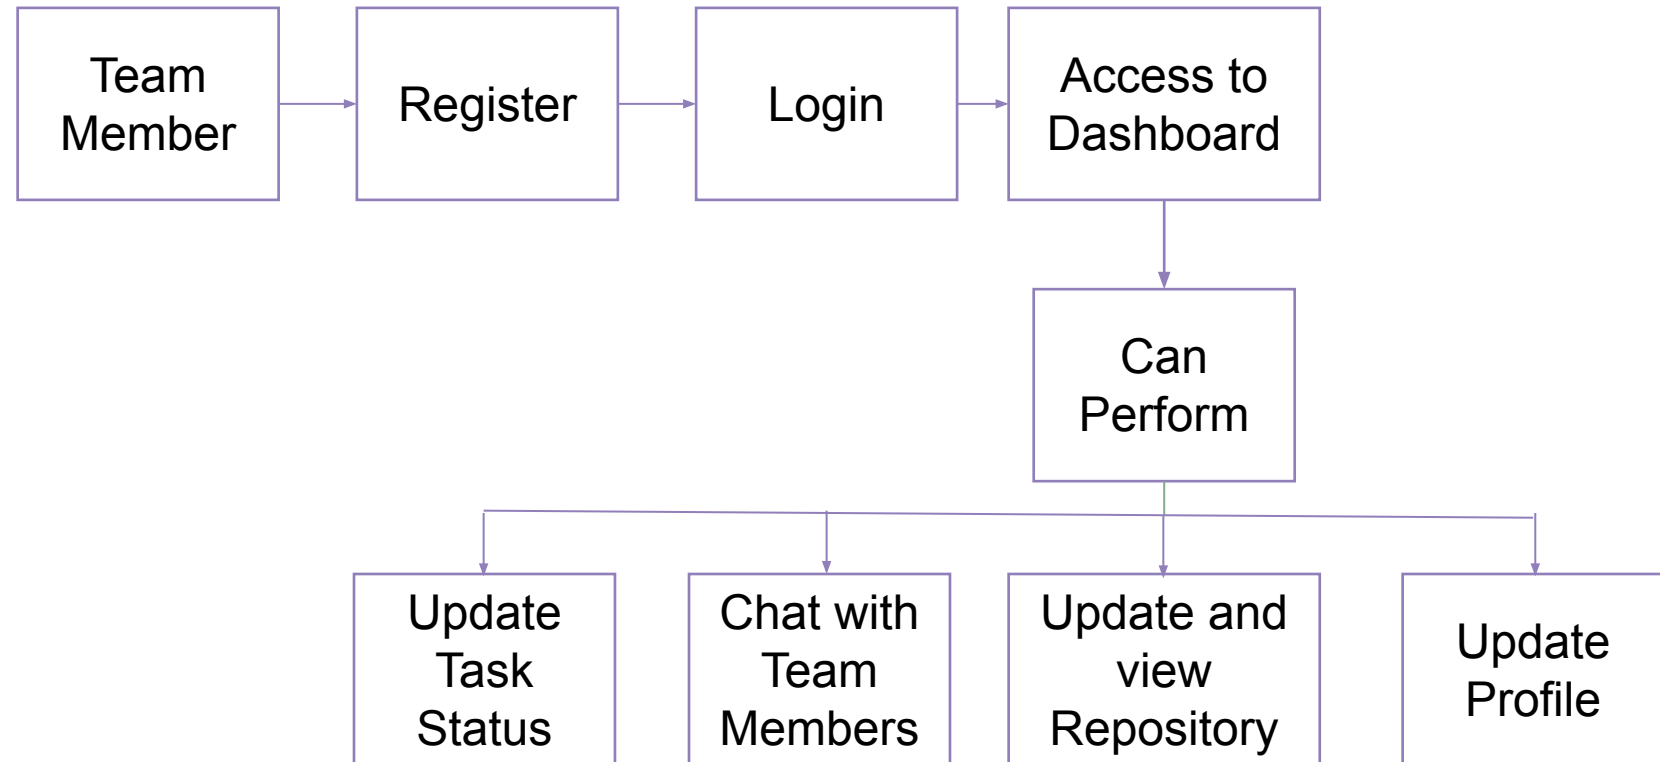 Team
Member
Register
Login
Access to
Dashboard
Can
Perform
Update
Task
Status
Chat with
Team
Members
Update and
view
Repository
Update
Profile